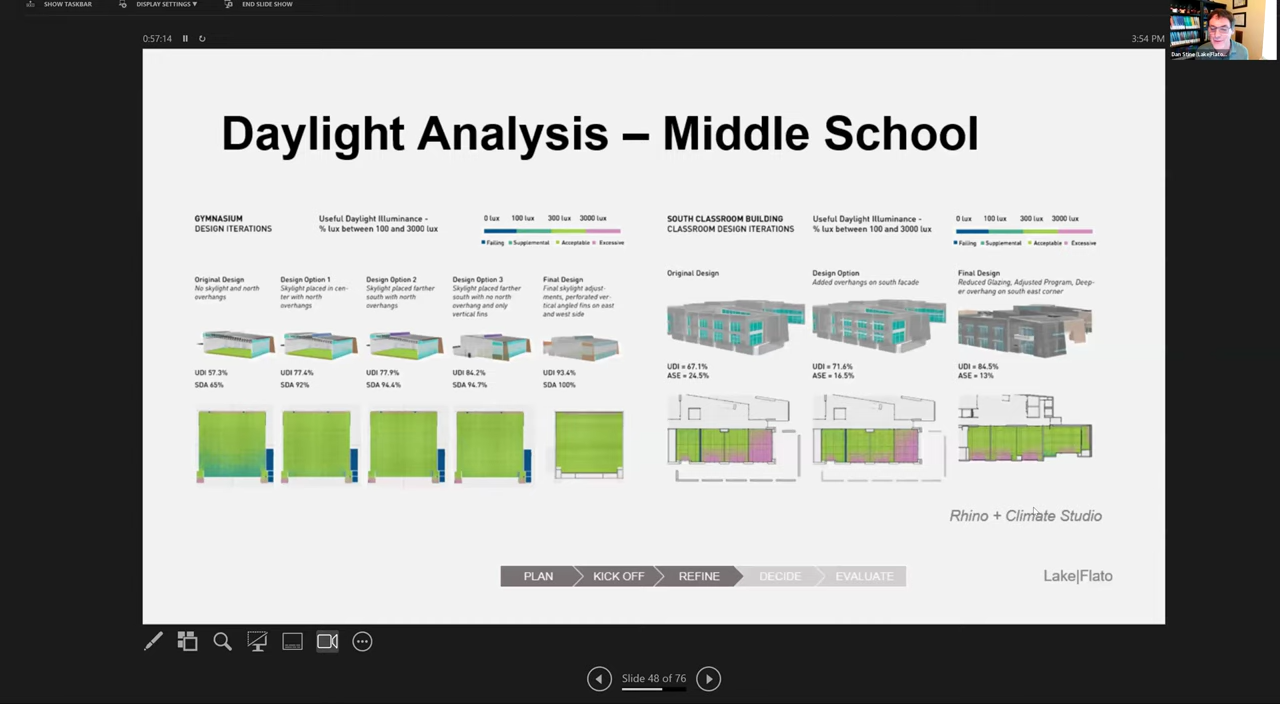 SHOW TASKBAR
DISPLAY SETTINGS ▼
END SLIDE SHOW
0:57:14
3:54 PM
Dan Stine (Lake|Flato...
Daylight Analysis – Middle School
GYMNASIUM
DESIGN ITERATIONS
Useful Daylight Illuminance -
% lux between 100 and 3000 lux
0 lux 100 lux 300 lux 3000 lux
Failing Supplemental Acceptable Excessive
Original Design
No skylight and north
overhangs
Design Option 1
Skylight placed in cen-
ter with north
overhangs
Design Option 2
Skylight placed farther
south with north
overhangs
Design Option 3
Skylight placed farther
south with no north
overhang and only
vertical fins
Final Design
Final skylight adjust-
ments, perforated ver-
tical angled fins on east
and west side
UDI 57.3%
SDA 65%
UDI 77.4%
SDA 92%
UDI 77.9%
SDA 94.4%
UDI 84.2%
SDA 94.7%
UDI 93.4%
SDA 100%
SOUTH CLASSROOM BUILDING
CLASSROOM DESIGN ITERATIONS
Useful Daylight Illuminance -
% lux between 100 and 3000 lux
0 lux 100 lux 300 lux 3000 lux
Failing Supplemental Acceptable Excessive
Original Design
Design Option
Added overhangs on south facade
Final Design
Reduced Glazing, Adjusted Program, Deep-
er overhang on south east corner
UDI = 67.1%
ASE = 24.5%
UDI = 71.6%
ASE = 16.5%
UDI = 84.5%
ASE = 13%
Rhino + Climate Studio
PLAN KICK OFF REFINE DECIDE EVALUATE
Lake|Flato
Slide 48 of 76